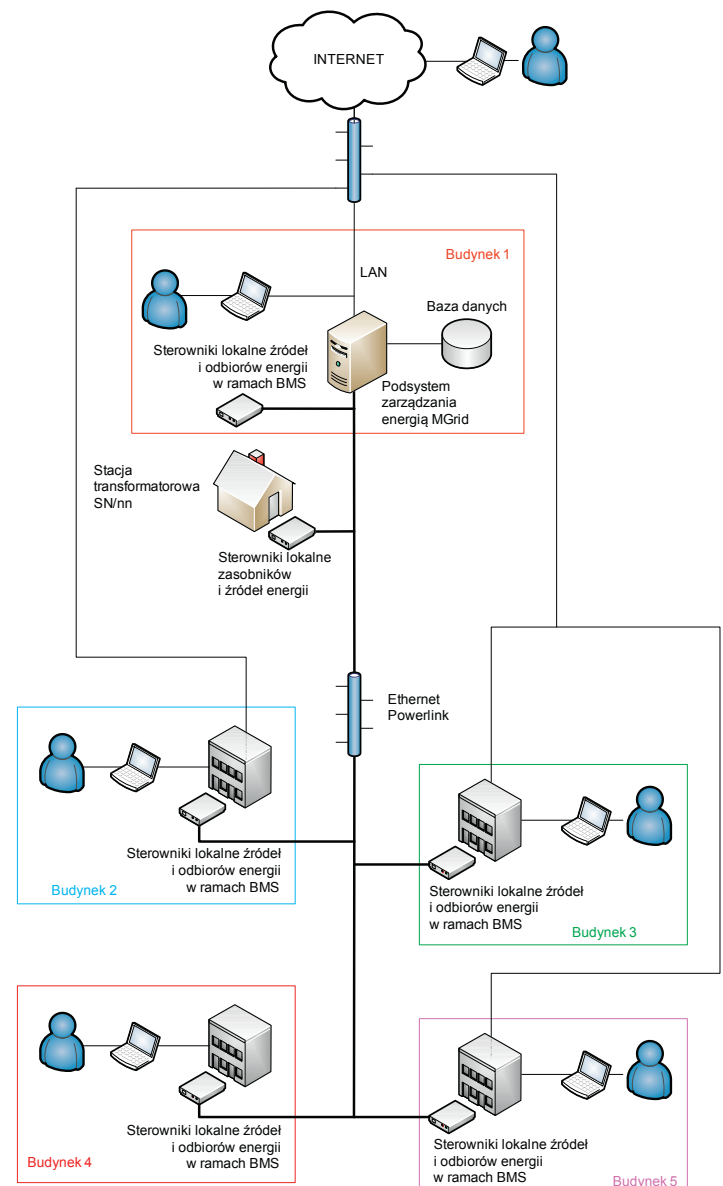 INTERNET
LAN
Budynek 1
Baza danych
Sterowniki lokalne źródeł
i odbiorów energii
w ramach BMS
Podsystem
zarządzania
energią MGrid
Stacja
transformatorowa
SN/nn
Sterowniki lokalne
zasobników
i źródeł energii
Ethernet
Powerlink
Sterowniki lokalne źródeł
i odbiorów energii
w ramach BMS
Budynek 2
Sterowniki lokalne źródeł
i odbiorów energii
w ramach BMS
Budynek 3
Sterowniki lokalne źródeł
i odbiorów energii
w ramach BMS
Budynek 4
Sterowniki lokalne źródeł
i odbiorów energii
w ramach BMS
Budynek 5